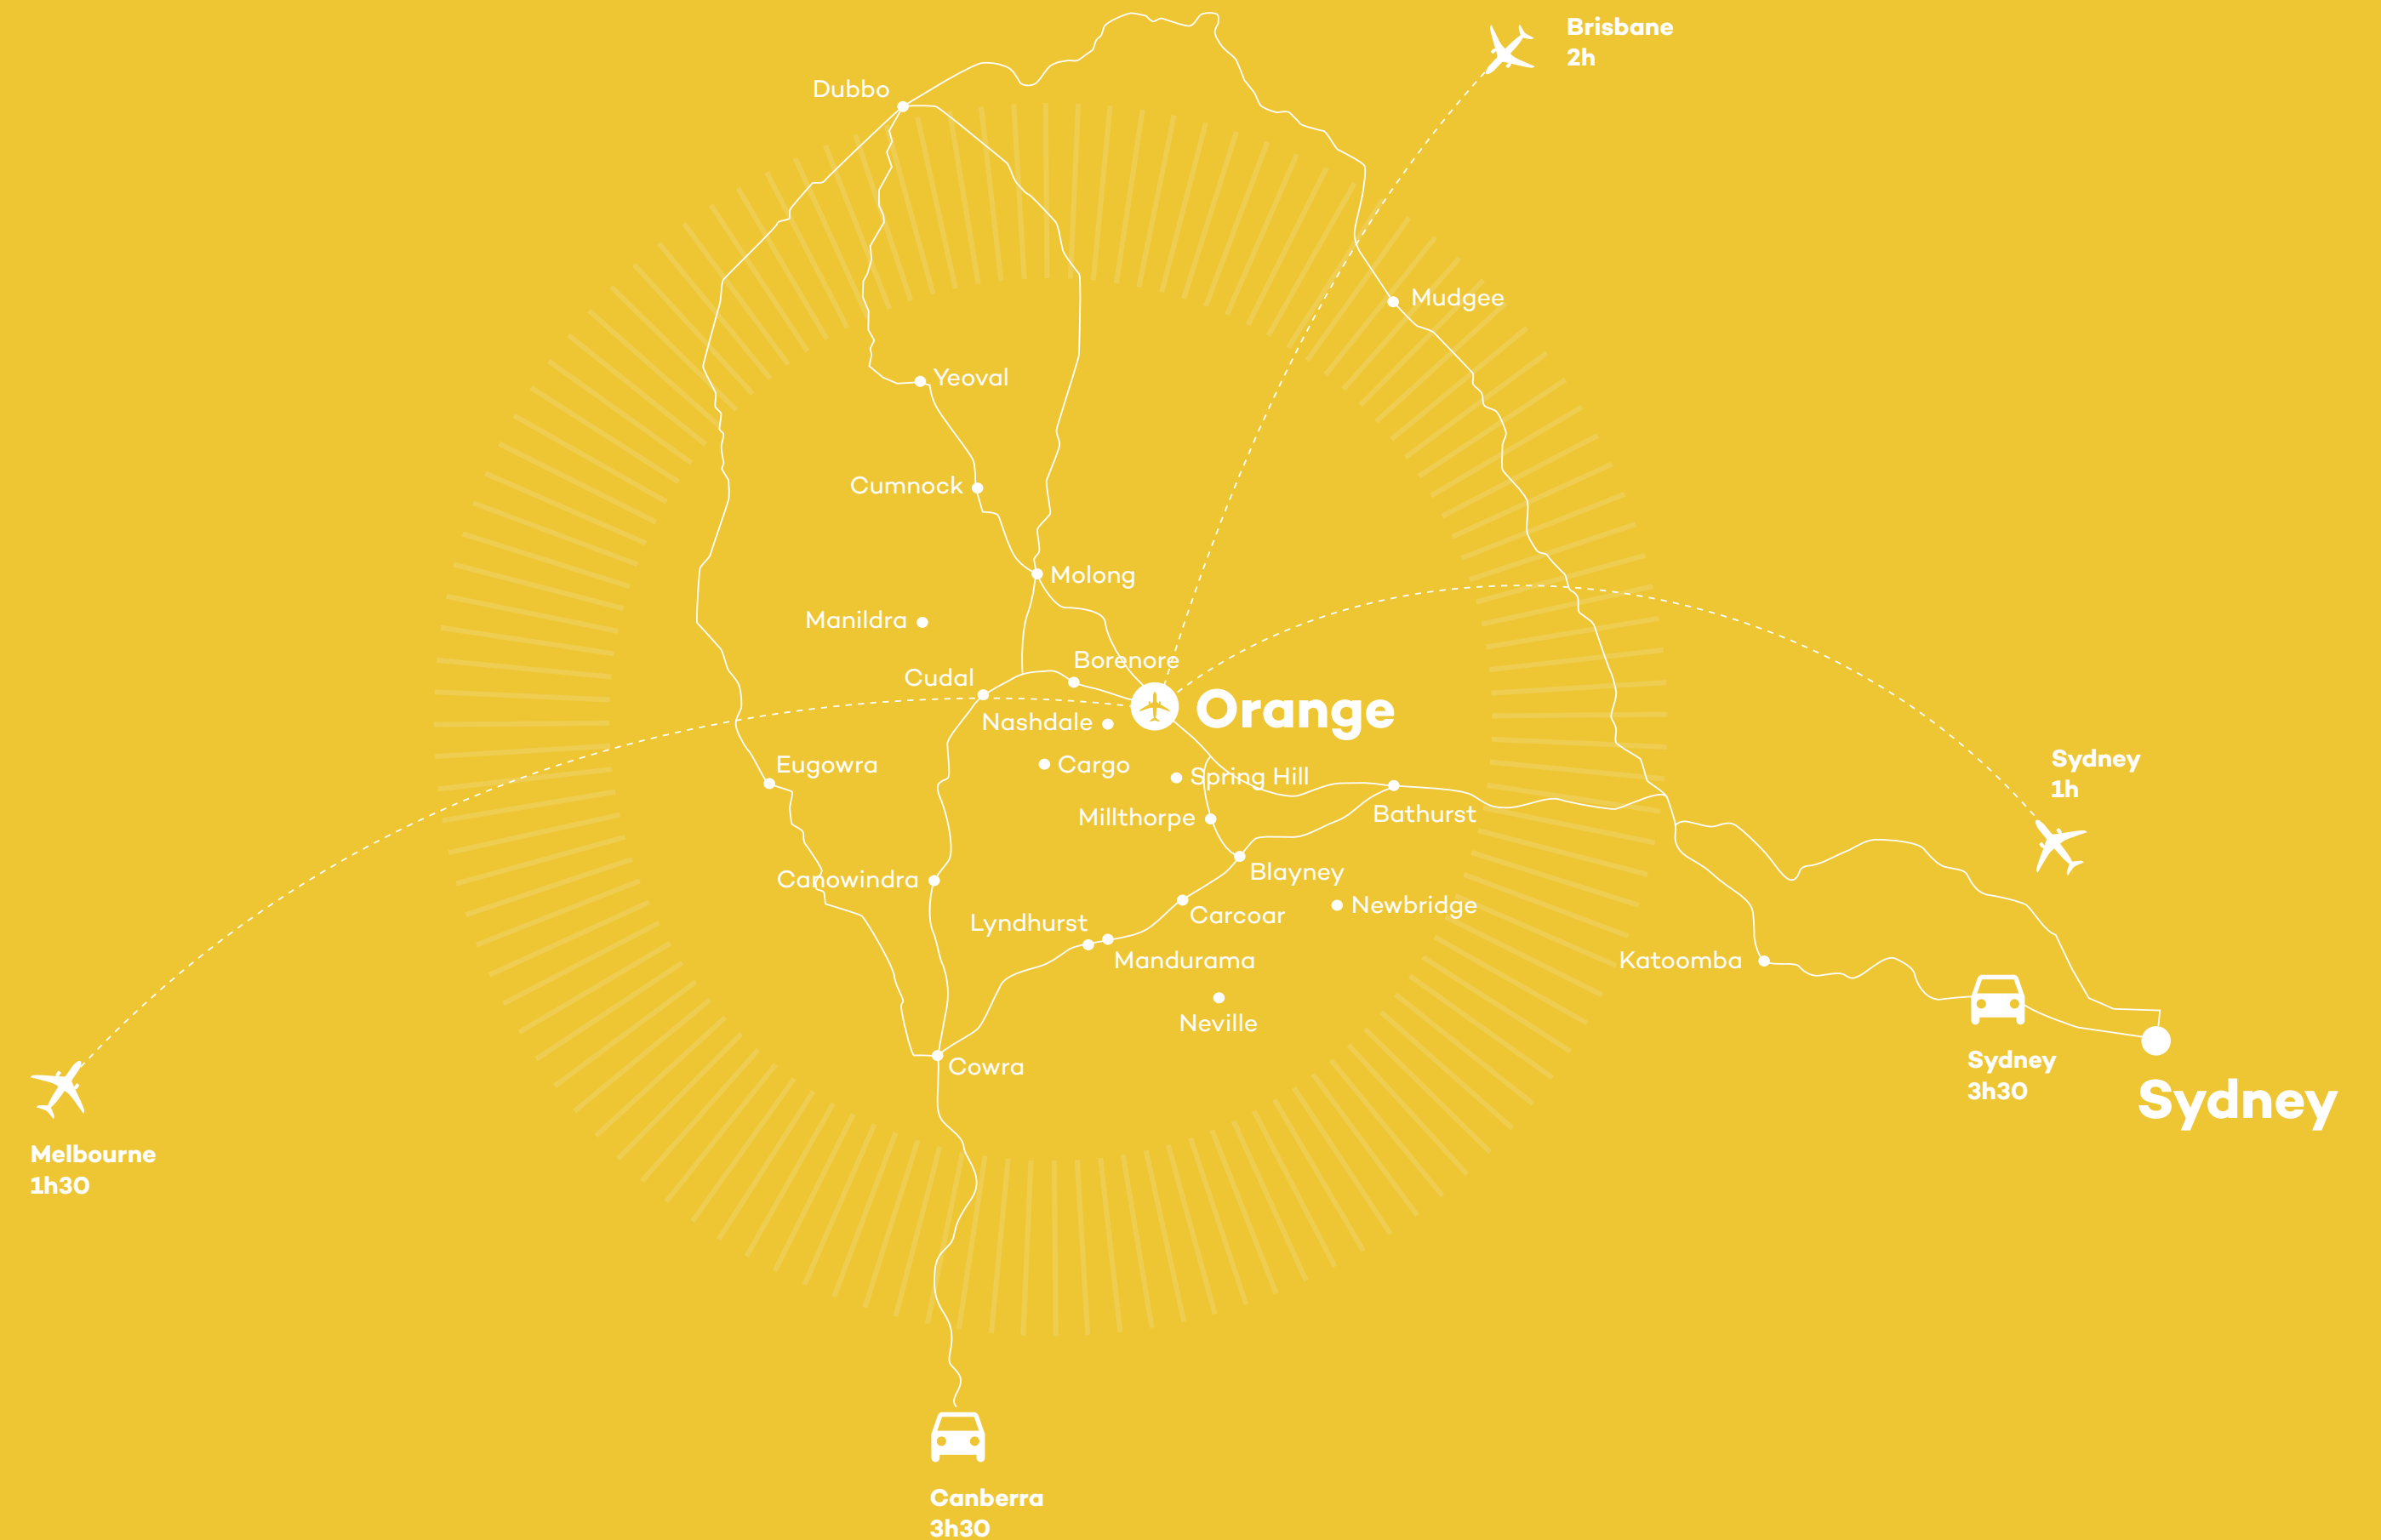 Brisbane
2h
Dubbo
Mudgee
Yeoval
Cumnock
Molong
Manildra
Borenore
Cudal
Orange
Nashdale
Eugowra
Cargo
Spring Hill
Sydney
1h
Millthorpe
Bathurst
Canowindra
Blayney
Newbridge
Carcoar
Lyndhurst
Mandurama
Katoomba
Neville
Cowra
Sydney
3h30
Sydney
Melbourne
1h30
Canberra
3h30